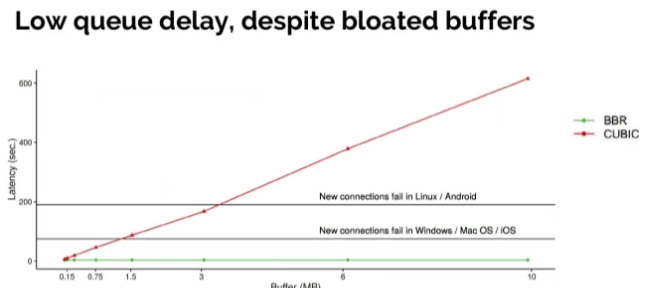 Low queue delay, despite bloated buffers
Latency (sec.)
600
400
200
0
New connections fail in Linux / Android
New connections fail in Windows / Mac OS / iOS
BBR
CUBIC
0.15 0.75 1.5 3 6 10
Buffer (MB)